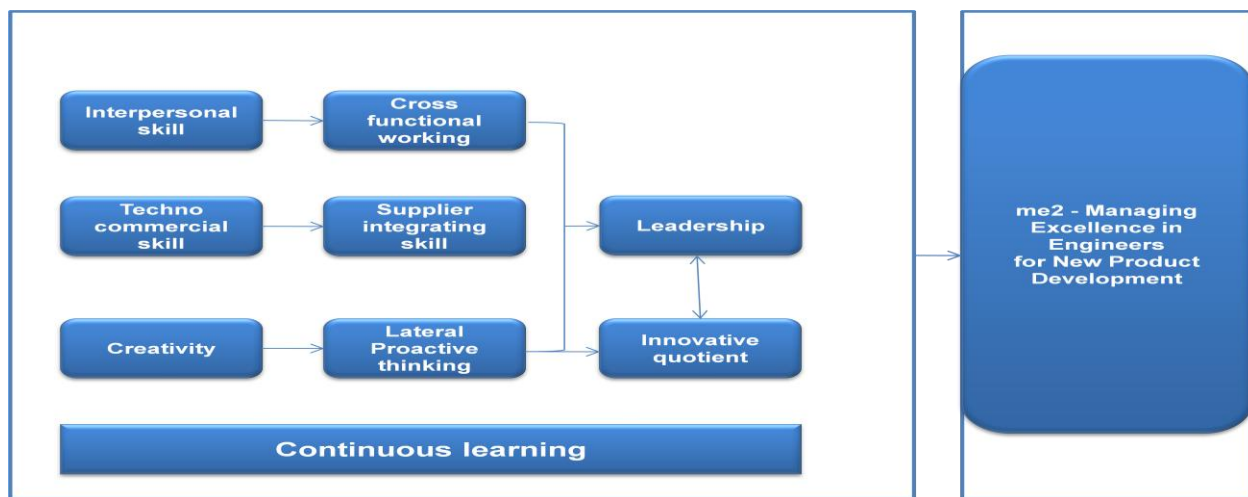 Interpersonal
skill
Cross
functional
working
Techno
commercial
skill
Supplier
integrating
skill
Leadership
Creativity
Lateral
Proactive
thinking
Innovative
quotient
Continuous learning
me2 - Managing
Excellence in
Engineers
for New Product
Development